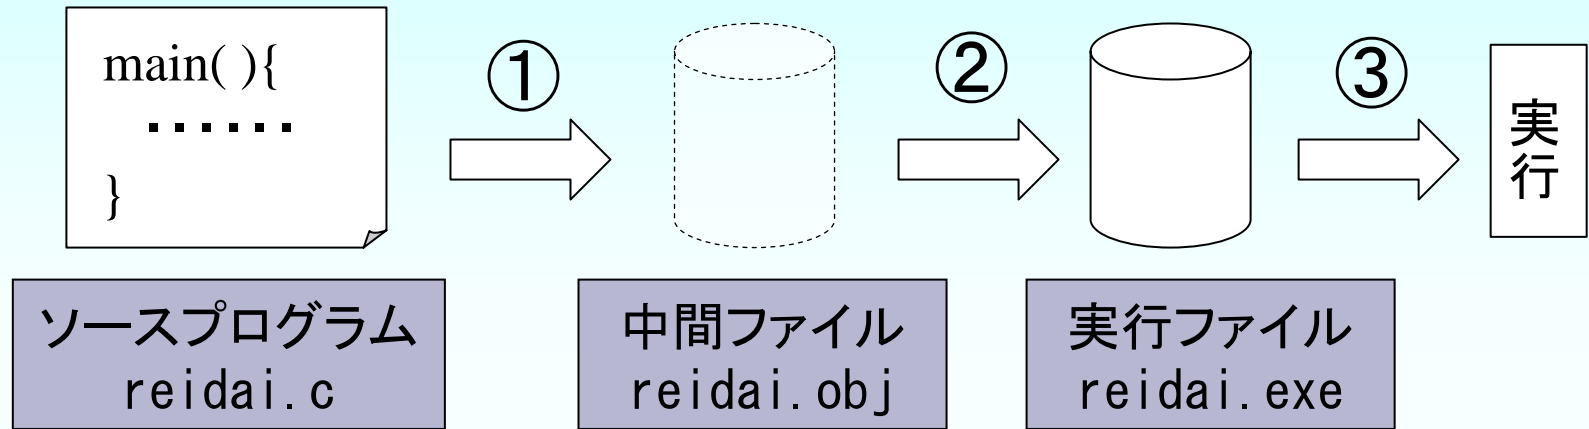 main( ){
······
}
①
②
③
実行
ソースプログラム
reidai.c
中間ファイル
reidai.obj
実行ファイル
reidai.exe